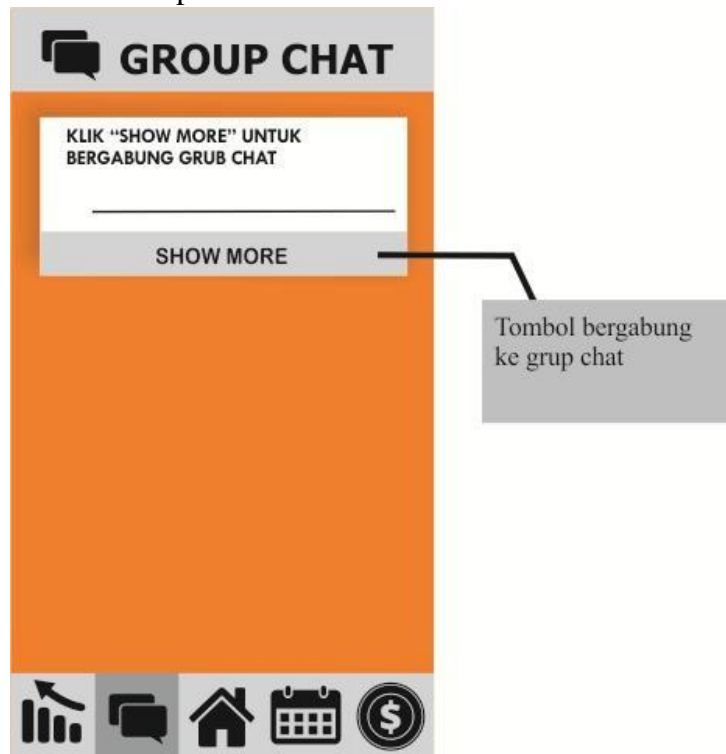 GROUP CHAT
KLIK “SHOW MORE” UNTUK
BERGABUNG GRUB CHAT
SHOW MORE
Tombol bergabung
ke grup chat
$